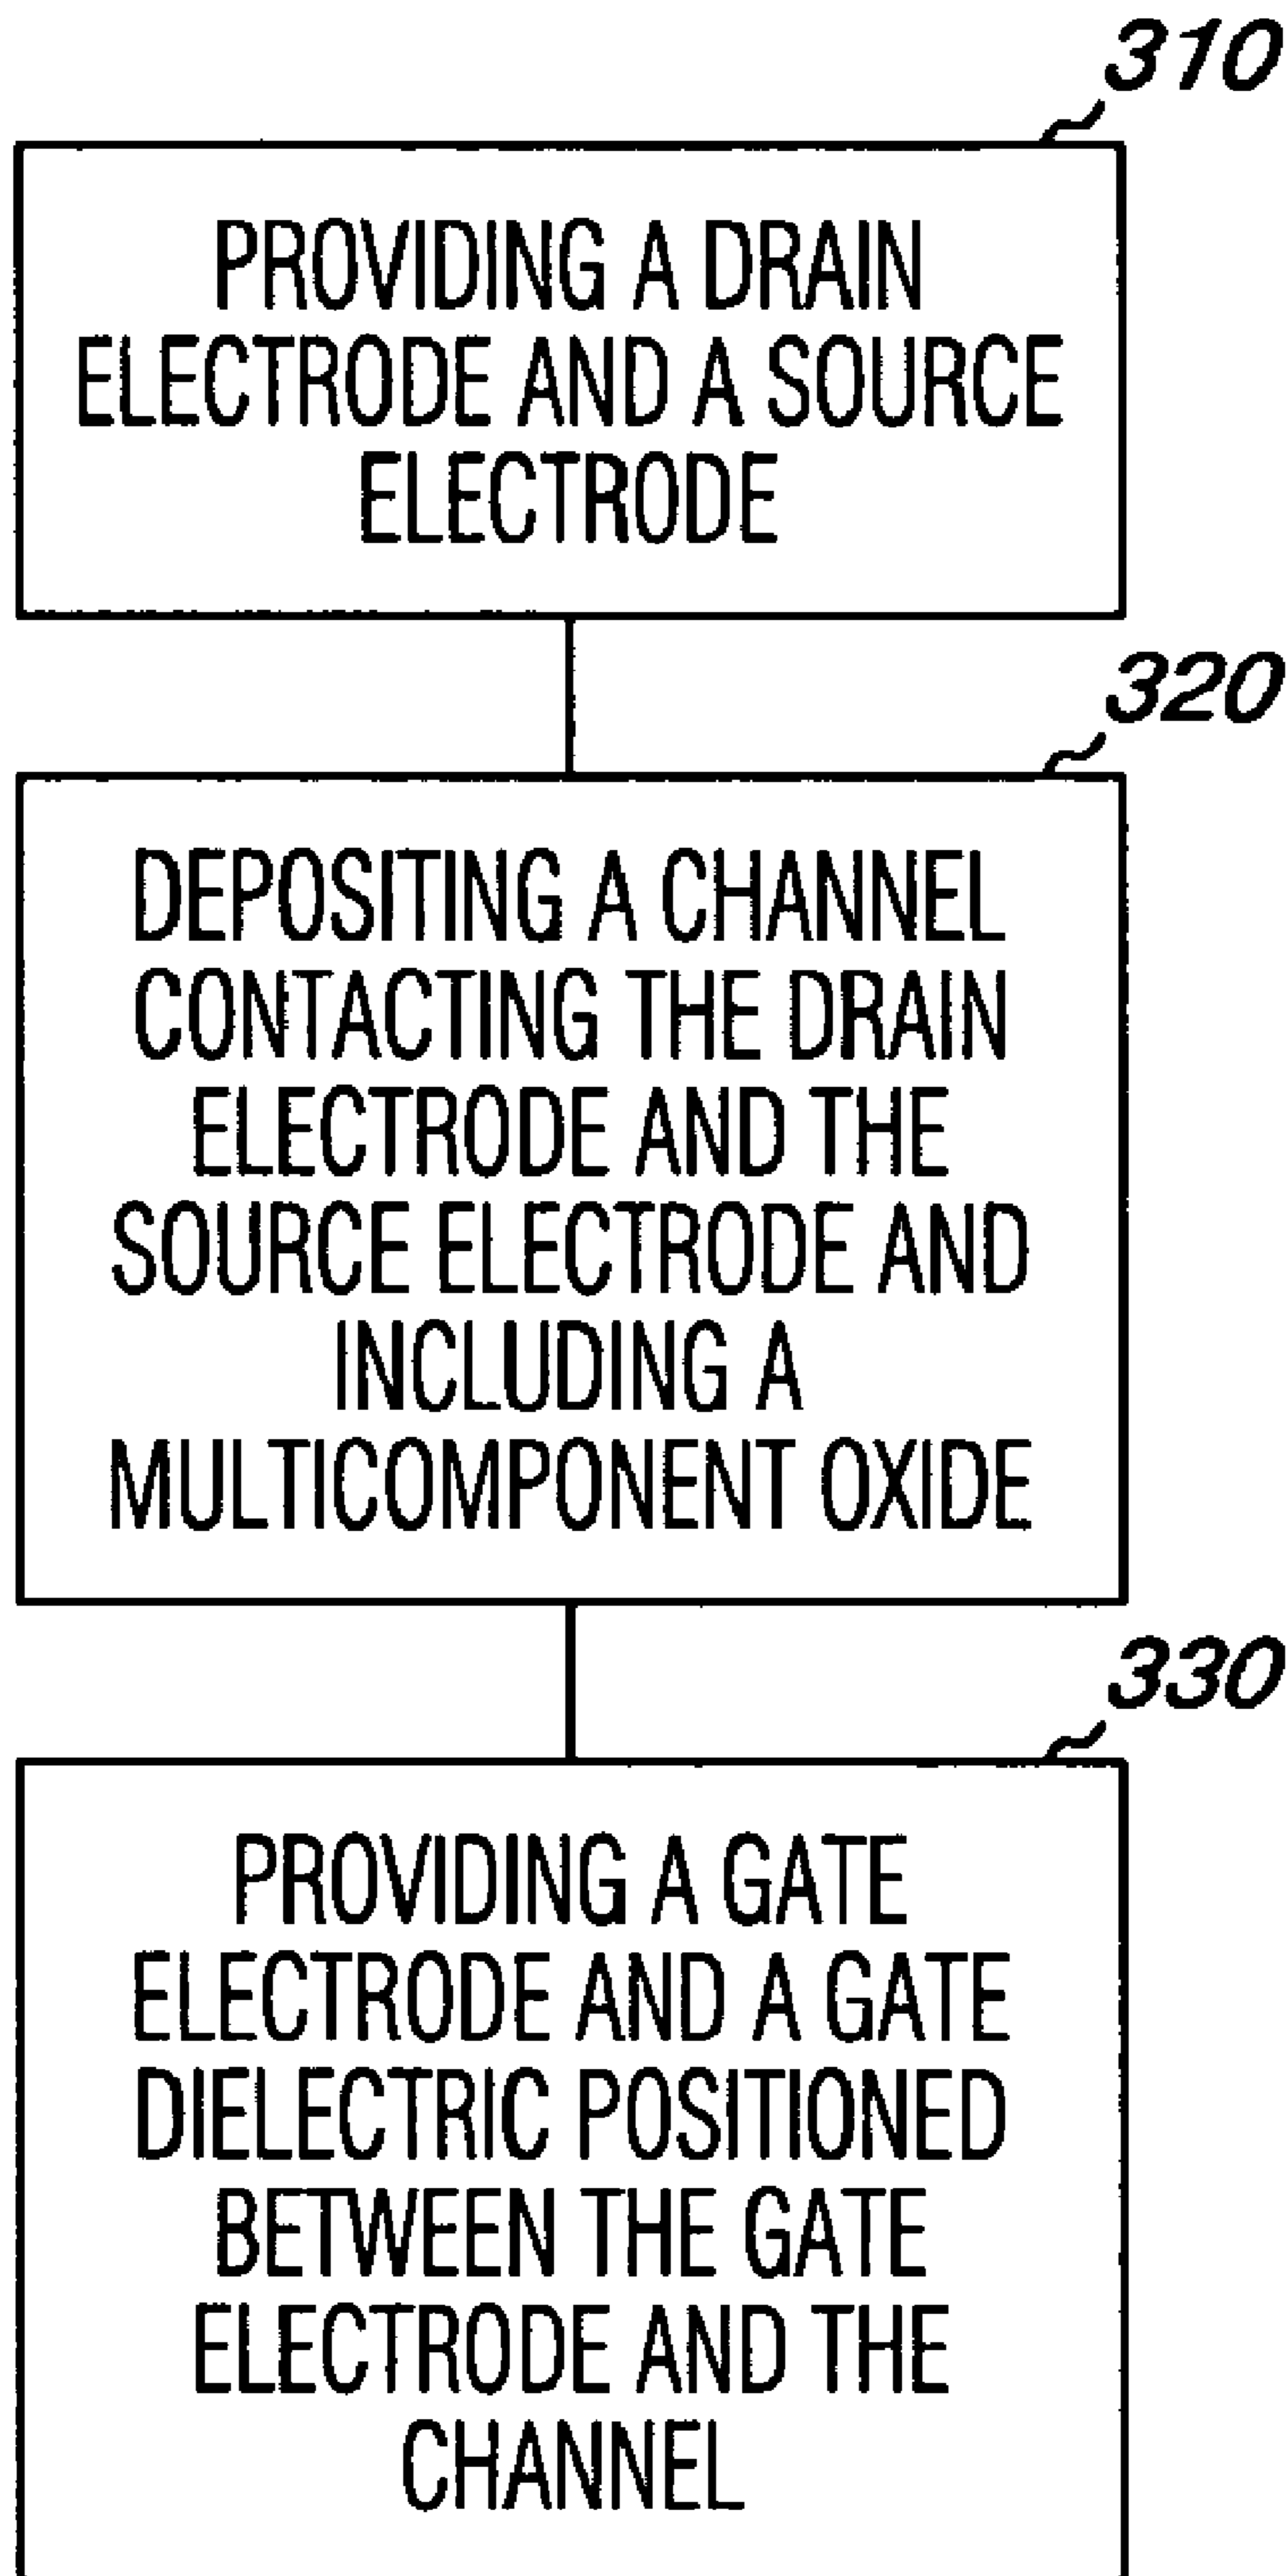 310
PROVIDING A DRAIN
ELECTRODE AND A SOURCE
ELECTRODE
320
DEPOSITING A CHANNEL
CONTACTING THE DRAIN
ELECTRODE AND THE
SOURCE ELECTRODE AND
INCLUDING A
MULTICOMPONENT OXIDE
330
PROVIDING A GATE
ELECTRODE AND A GATE
DIELECTRIC POSITIONED
BETWEEN THE GATE
ELECTRODE AND THE
CHANNEL